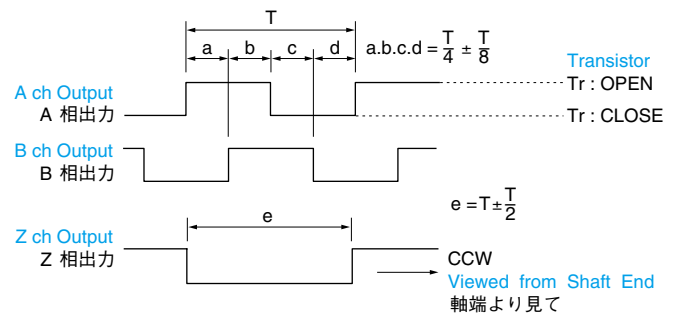 T
a b c d
a.b.c.d = T/4 ± T/8
Transistor
Tr : OPEN
Tr : CLOSE
A ch Output
A 相出力
B ch Output
B 相出力
e = T ± T/2
e
Z ch Output
Z 相出力
CCW
Viewed from Shaft End
軸端より見て